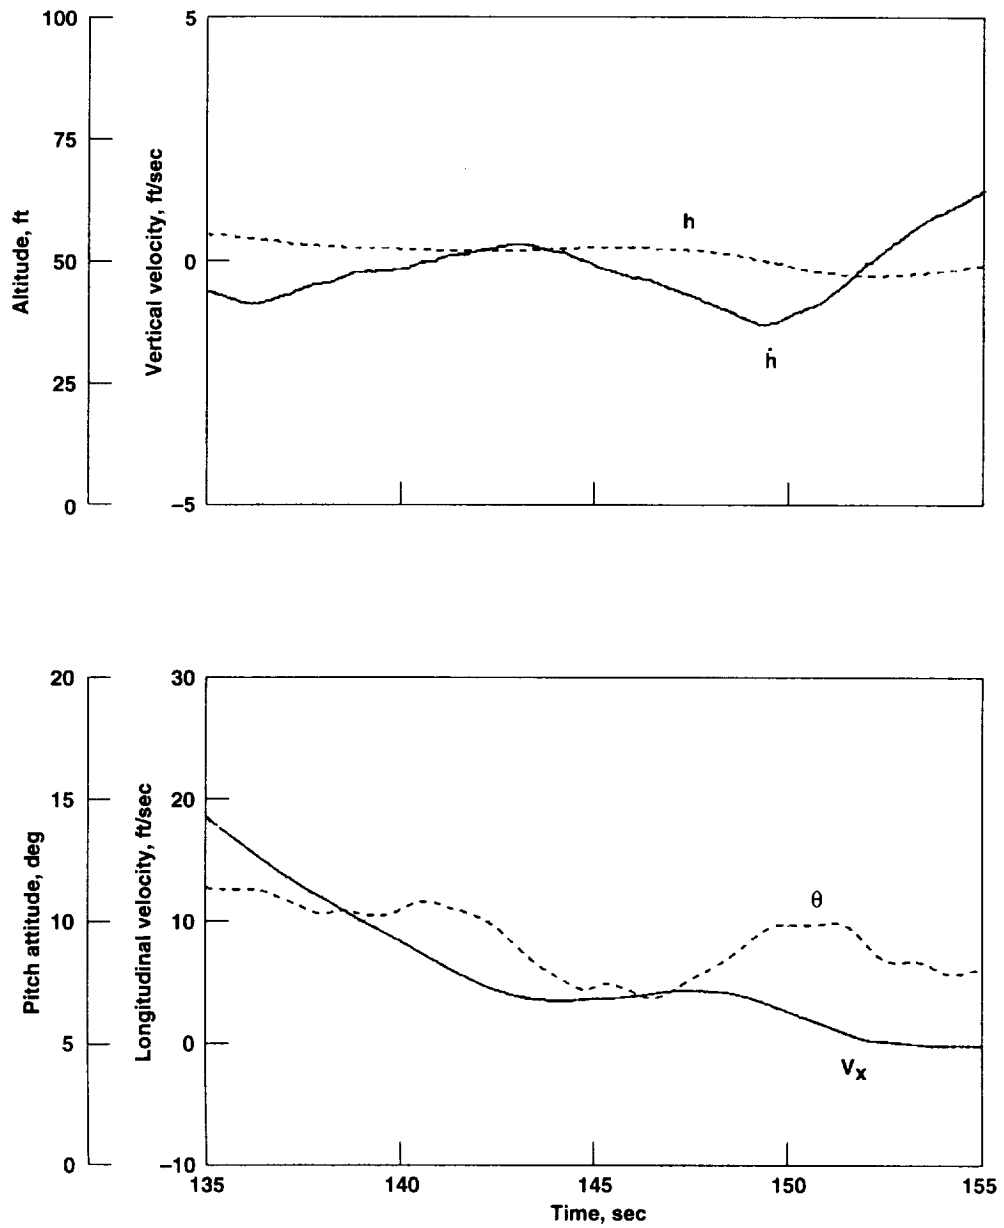 100
75
50
25
0
Altitude, ft
5
0
−5
Vertical velocity, ft/sec
h
ḣ
20
15
10
5
0
Pitch attitude, deg
30
20
10
0
−10
Longitudinal velocity, ft/sec
θ
Vx
135
140
145
150
155
Time, sec